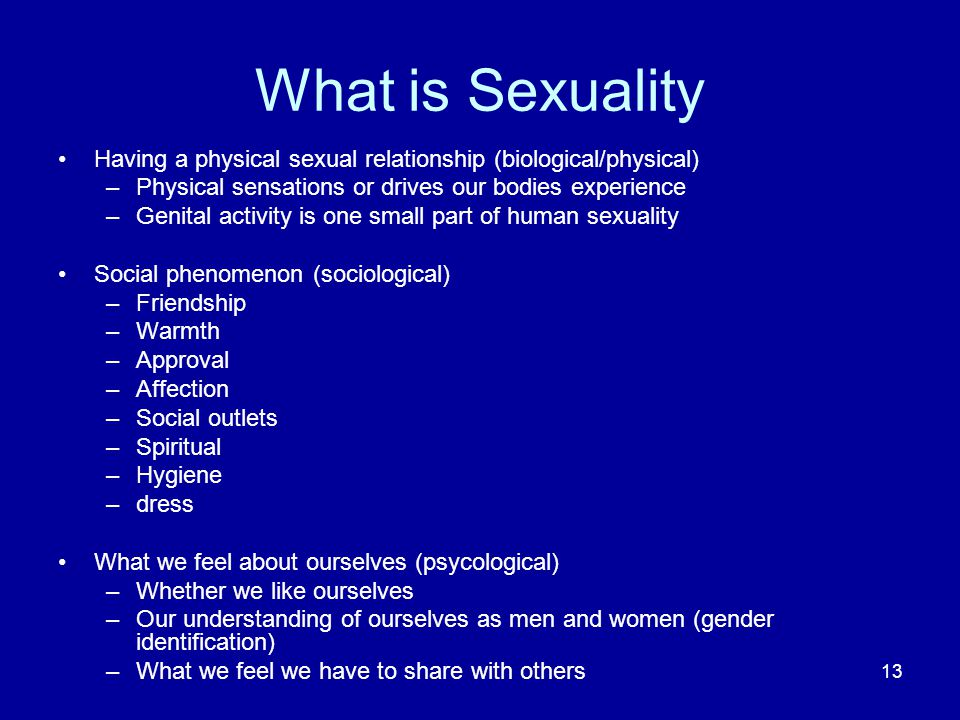 What is Sexuality
• Having a physical sexual relationship (biological/physical)
– Physical sensations or drives our bodies experience
– Genital activity is one small part of human sexuality
• Social phenomenon (sociological)
– Friendship
– Warmth
– Approval
– Affection
– Social outlets
– Spiritual
– Hygiene
– dress
• What we feel about ourselves (psycological)
– Whether we like ourselves
– Our understanding of ourselves as men and women (gender
identification)
– What we feel we have to share with others
13